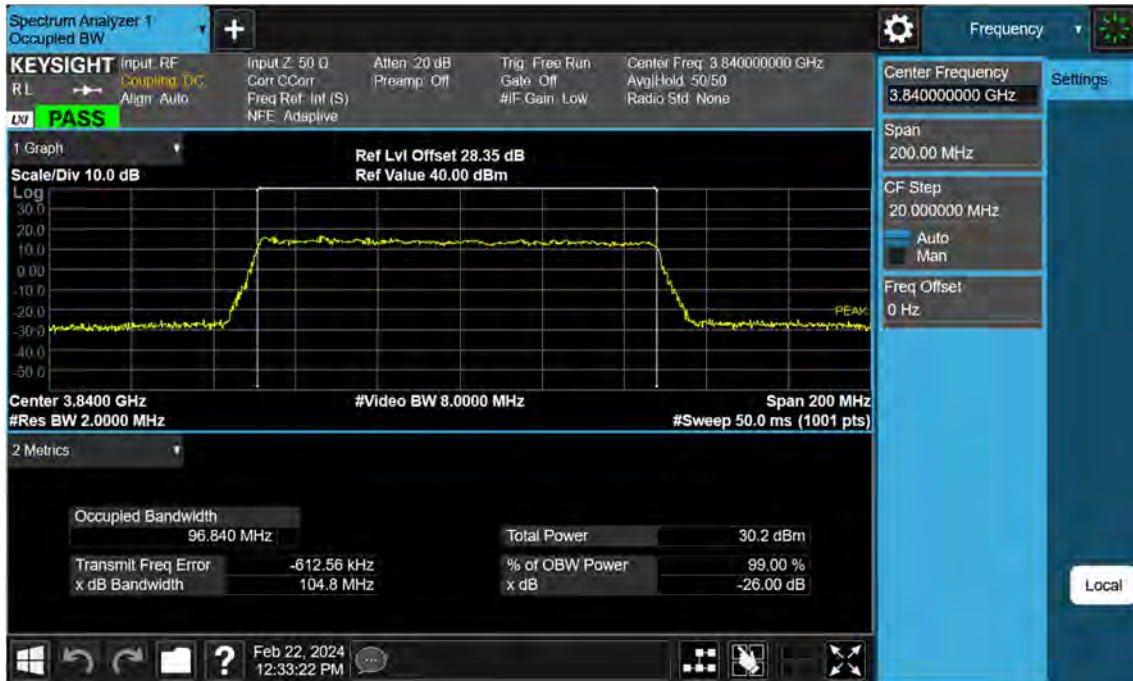 Spectrum Analyzer 1
Occupied BW
+
Frequency
KEYSIGHT
RL
LXI
PASS
Input: RF
Coupling: DC
Align: Auto
Input Z: 50 Ω
Corr CCorr
Freq Ref: Int (S)
NFE: Adaptive
Atten: 20 dB
Preamp: Off
Trig: Free Run
Gate: Off
#IF Gain: Low
Center Freq: 3.840000000 GHz
Avg|Hold: 50/50
Radio Std: None
Center Frequency
3.840000000 GHz
Settings
Span
200.00 MHz
CF Step
20.000000 MHz
Auto
Man
Freq Offset
0 Hz
1 Graph
Scale/Div 10.0 dB
Ref Lvl Offset 28.35 dB
Ref Value 40.00 dBm
Log
30.0
20.0
10.0
0.00
-10.0
-20.0
-30.0
-40.0
-50.0
PEAK
Center 3.8400 GHz
#Video BW 8.0000 MHz
Span 200 MHz
#Res BW 2.0000 MHz
#Sweep 50.0 ms (1001 pts)
2 Metrics
Occupied Bandwidth
96.840 MHz
Total Power 30.2 dBm
Transmit Freq Error -612.56 kHz
% of OBW Power 99.00 %
x dB Bandwidth 104.8 MHz
x dB -26.00 dB
Local
?
Feb 22, 2024
12:33:22 PM